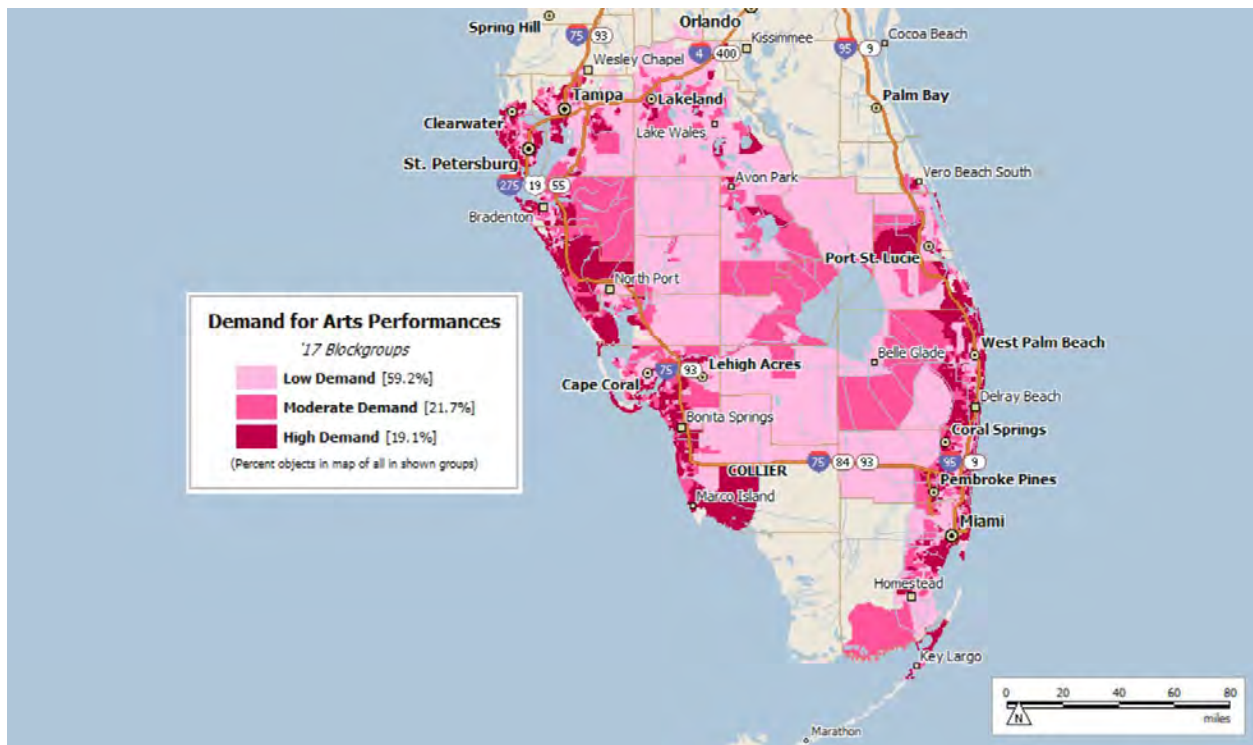 Orlando
Spring Hill
75 93
Kissimmee
4 400
95 9
Cocoa Beach
Wesley Chapel
Tampa
Lakeland
Palm Bay
Clearwater
Lake Wales
St. Petersburg
Avon Park
Vero Beach South
275 19 55
Bradenton
Port St. Lucie
North Port
Demand for Arts Performances
'17 Blockgroups
Low Demand [59.2%]
Moderate Demand [21.7%]
High Demand [19.1%]
(Percent objects in map of all in shown groups)
West Palm Beach
Belle Glade
75 93
Lehigh Acres
Cape Coral
Delray Beach
Bonita Springs
Coral Springs
COLLIER
75 84 93
95 9
Pembroke Pines
Marco Island
Miami
Homestead
Key Largo
Marathon
0 20 40 60 80
miles
N